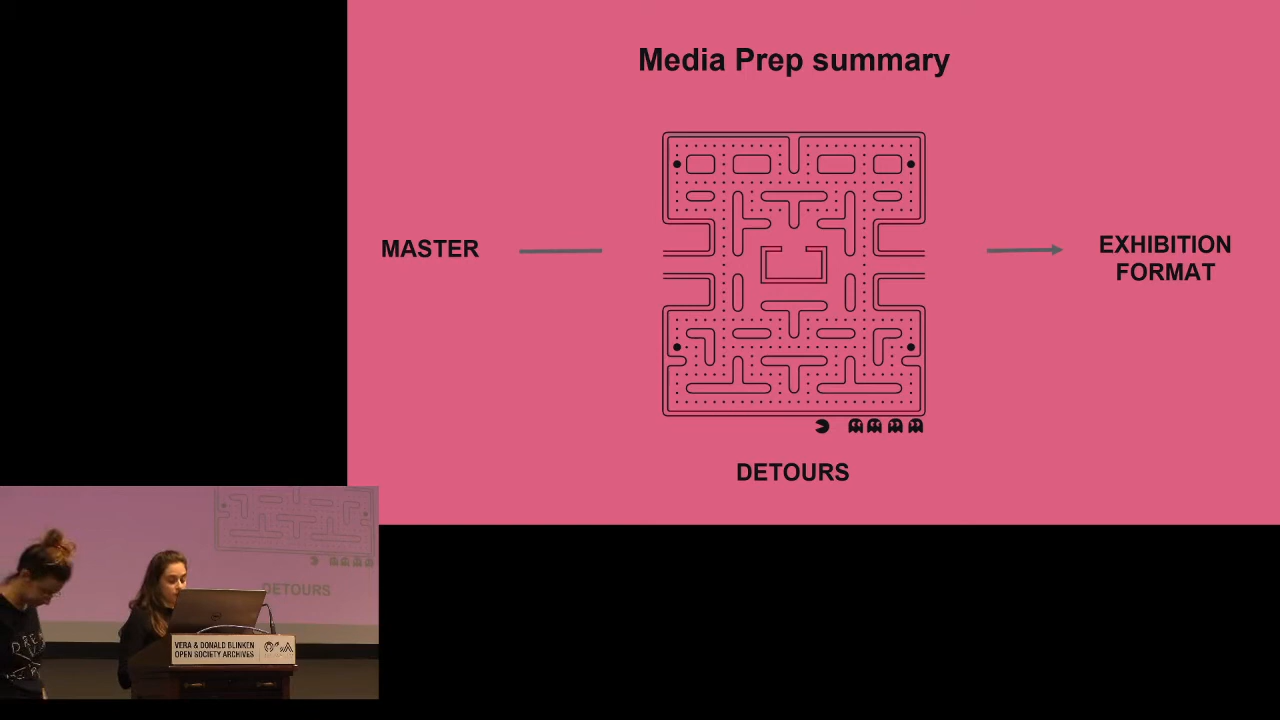 Media Prep summary
MASTER
EXHIBITION
FORMAT
DETOURS
DETOURS
VERA & DONALD BLINKEN
OPEN SOCIETY ARCHIVES